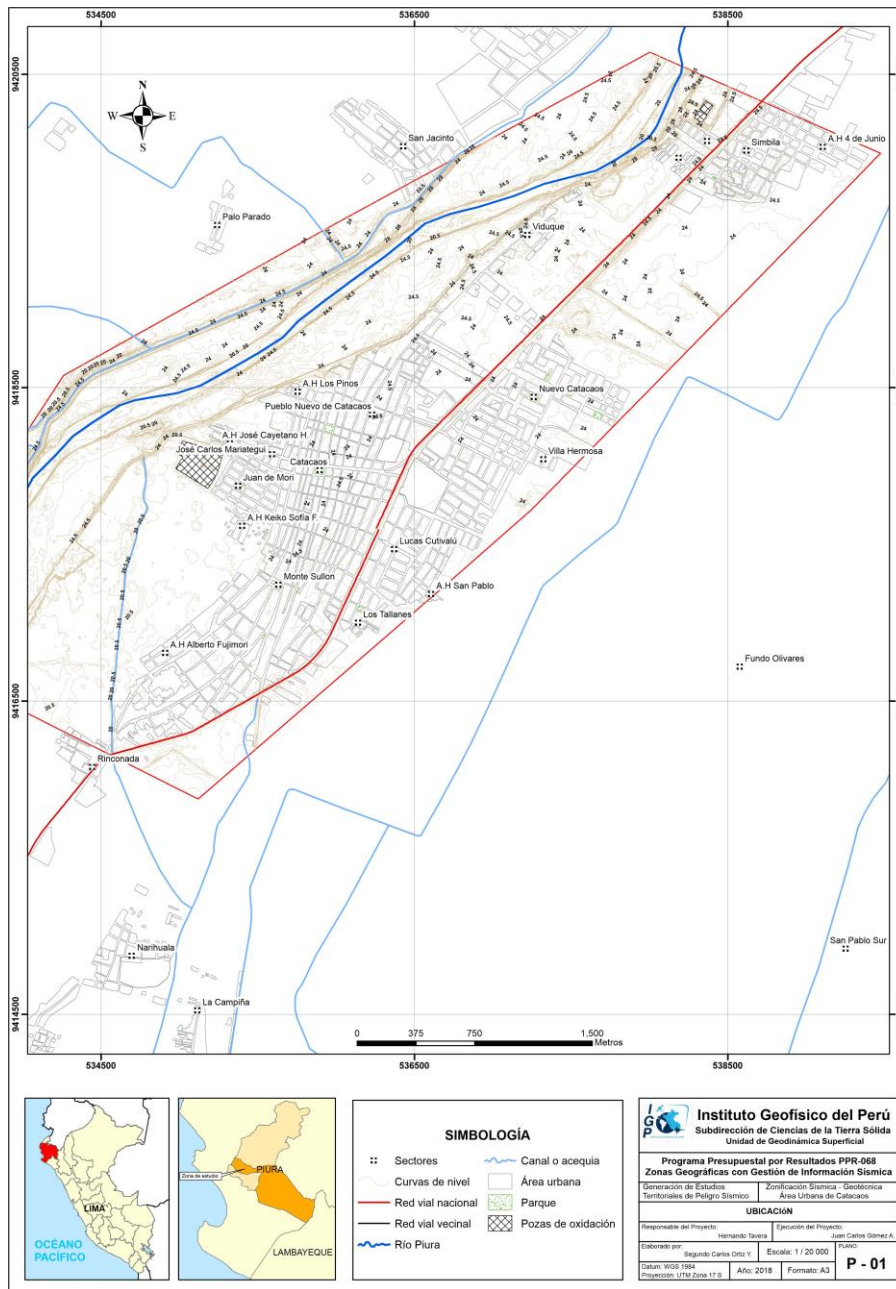 534500
536500
538500
9420500
N
W
E
S
San Jacinto
Simbila
A.H 4 de Junio
Palo Parado
Viduque
9418500
A.H Los Pinos
Nuevo Catacaos
Pueblo Nuevo de Catacaos
A.H José Cayetano H.
José Carlos Mariategui
Catacaos
Villa Hermosa
Juan de Mori
A.H Keiko Sofía F.
Lucas Cutivalú
Monte Sullon
A.H San Pablo
Los Tallanes
A.H Alberto Fujimori
Fundo Olivares
9416500
Rinconada
Narihuala
San Pablo Sur
La Campiña
9414500
0 375 750 1,500
Metros
534500
536500
538500
LIMA
OCÉANO
PACÍFICO
Zona de estudio
PIURA
LAMBAYEQUE
SIMBOLOGÍA
Sectores
Canal o acequia
Curvas de nivel
Área urbana
Red vial nacional
Parque
Red vial vecinal
Pozas de oxidación
Río Piura
IGP
Instituto Geofísico del Perú
Subdirección de Ciencias de la Tierra Sólida
Unidad de Geodinámica Superficial
Programa Presupuestal por Resultados PPR-068
Zonas Geográficas con Gestión de Información Sísmica
Generación de Estudios
Territoriales de Peligro Sísmico
Zonificación Sísmica - Geotécnica
Área Urbana de Catacaos
UBICACIÓN
Responsable del Proyecto:
Hernando Tavera
Ejecución del Proyecto:
Juan Carlos Gómez A.
Elaborado por:
Segundo Carlos Ortiz Y.
Escala: 1 / 20 000
PLANO:
P - 01
Datum: WGS 1984
Proyección: UTM Zona 17 S
Año: 2018
Formato: A3